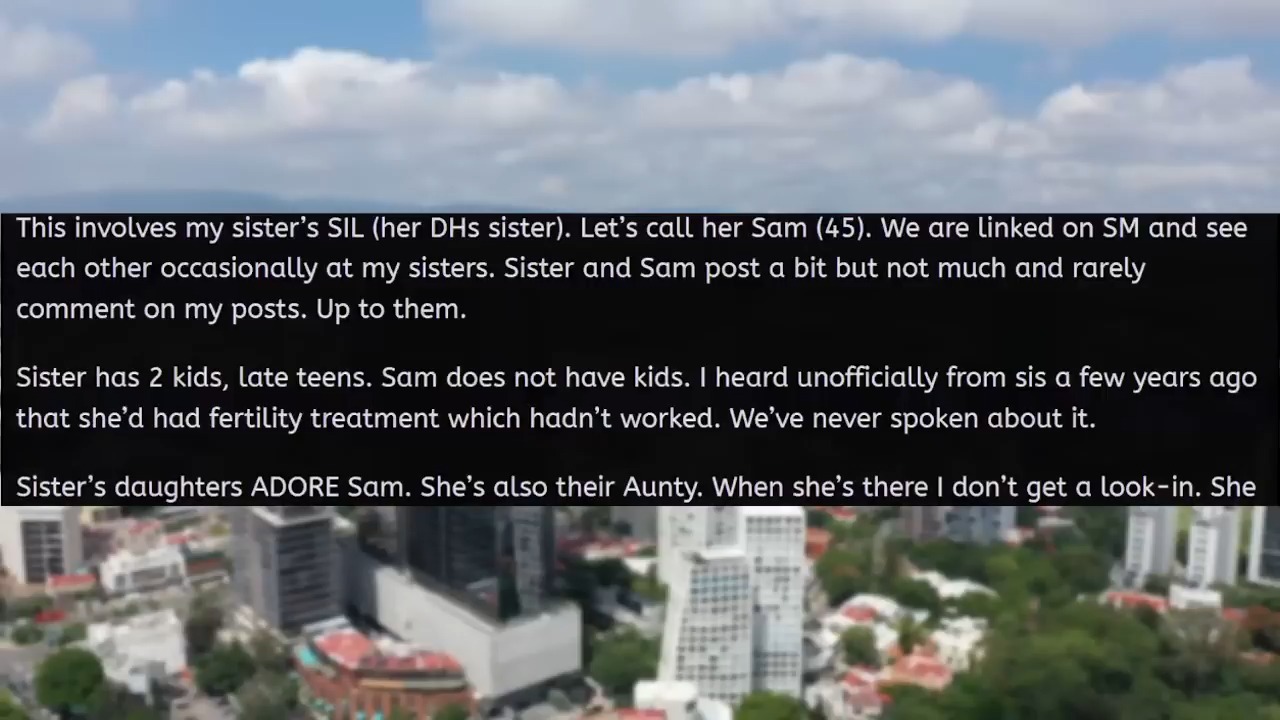 This involves my sister’s SIL (her DHs sister). Let’s call her Sam (45). We are linked on SM and see
each other occasionally at my sisters. Sister and Sam post a bit but not much and rarely
comment on my posts. Up to them.
Sister has 2 kids, late teens. Sam does not have kids. I heard unofficially from sis a few years ago
that she’d had fertility treatment which hadn’t worked. We’ve never spoken about it.
Sister’s daughters ADORE Sam. She’s also their Aunty. When she’s there I don’t get a look-in. She